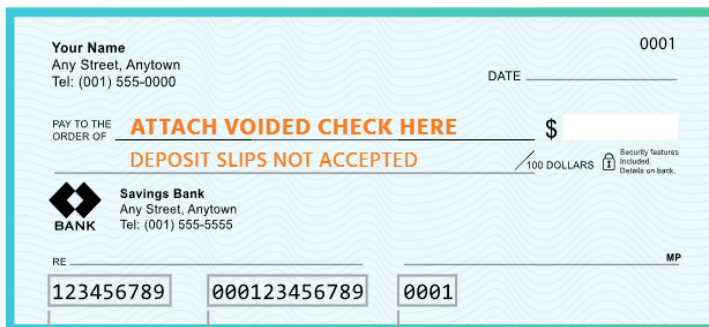 Your Name
Any Street, Anytown
Tel: (001) 555-0000
0001
DATE
PAY TO THE
ORDER OF
ATTACH VOIDED CHECK HERE
$
DEPOSIT SLIPS NOT ACCEPTED
/100 DOLLARS
Security features
Included.
Details on back.
BANK
Savings Bank
Any Street, Anytown
Tel: (001) 555-5555
RE
MP
123456789
000123456789
0001